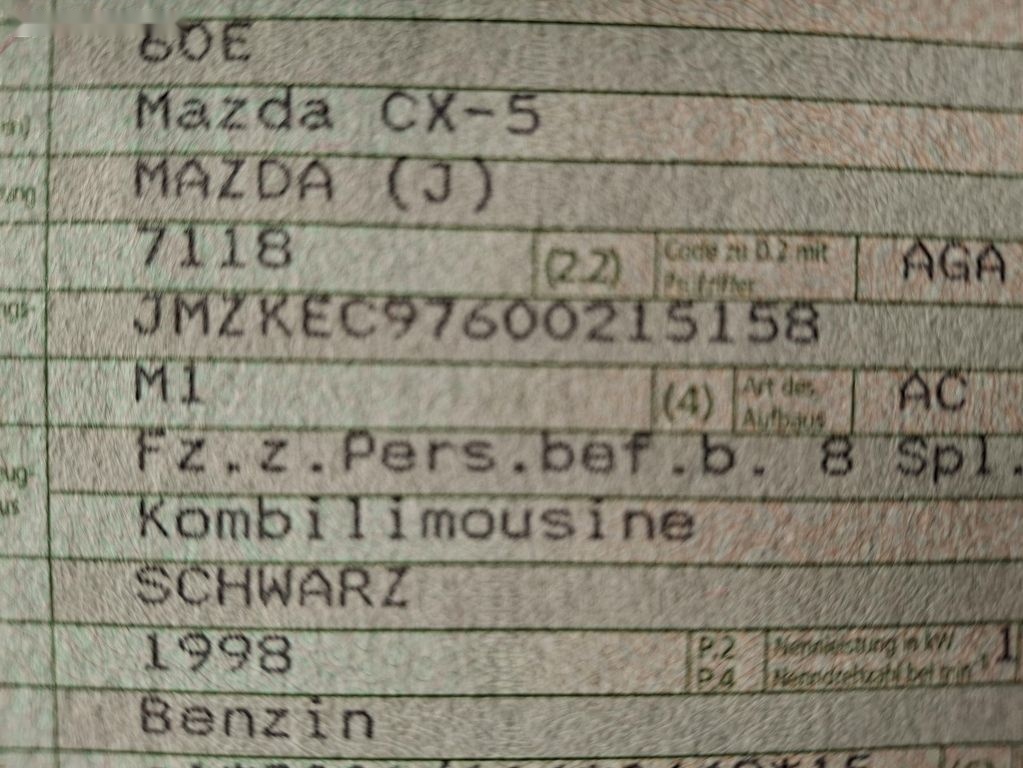 60E
Mazda CX-5
MAZDA (J)
7118 (2.2) Code zu D.2 mit Prüfziffer AGA
JMZKEC97600215158
M1 (4) Art des Aufbaus AC
Fz.z.Pers.bef.b. 8 Spl.
Kombilimousine
SCHWARZ
1998 P.2 P.4 Nennleistung in kW Nenndrehzahl bei min⁻¹ 1
Benzin